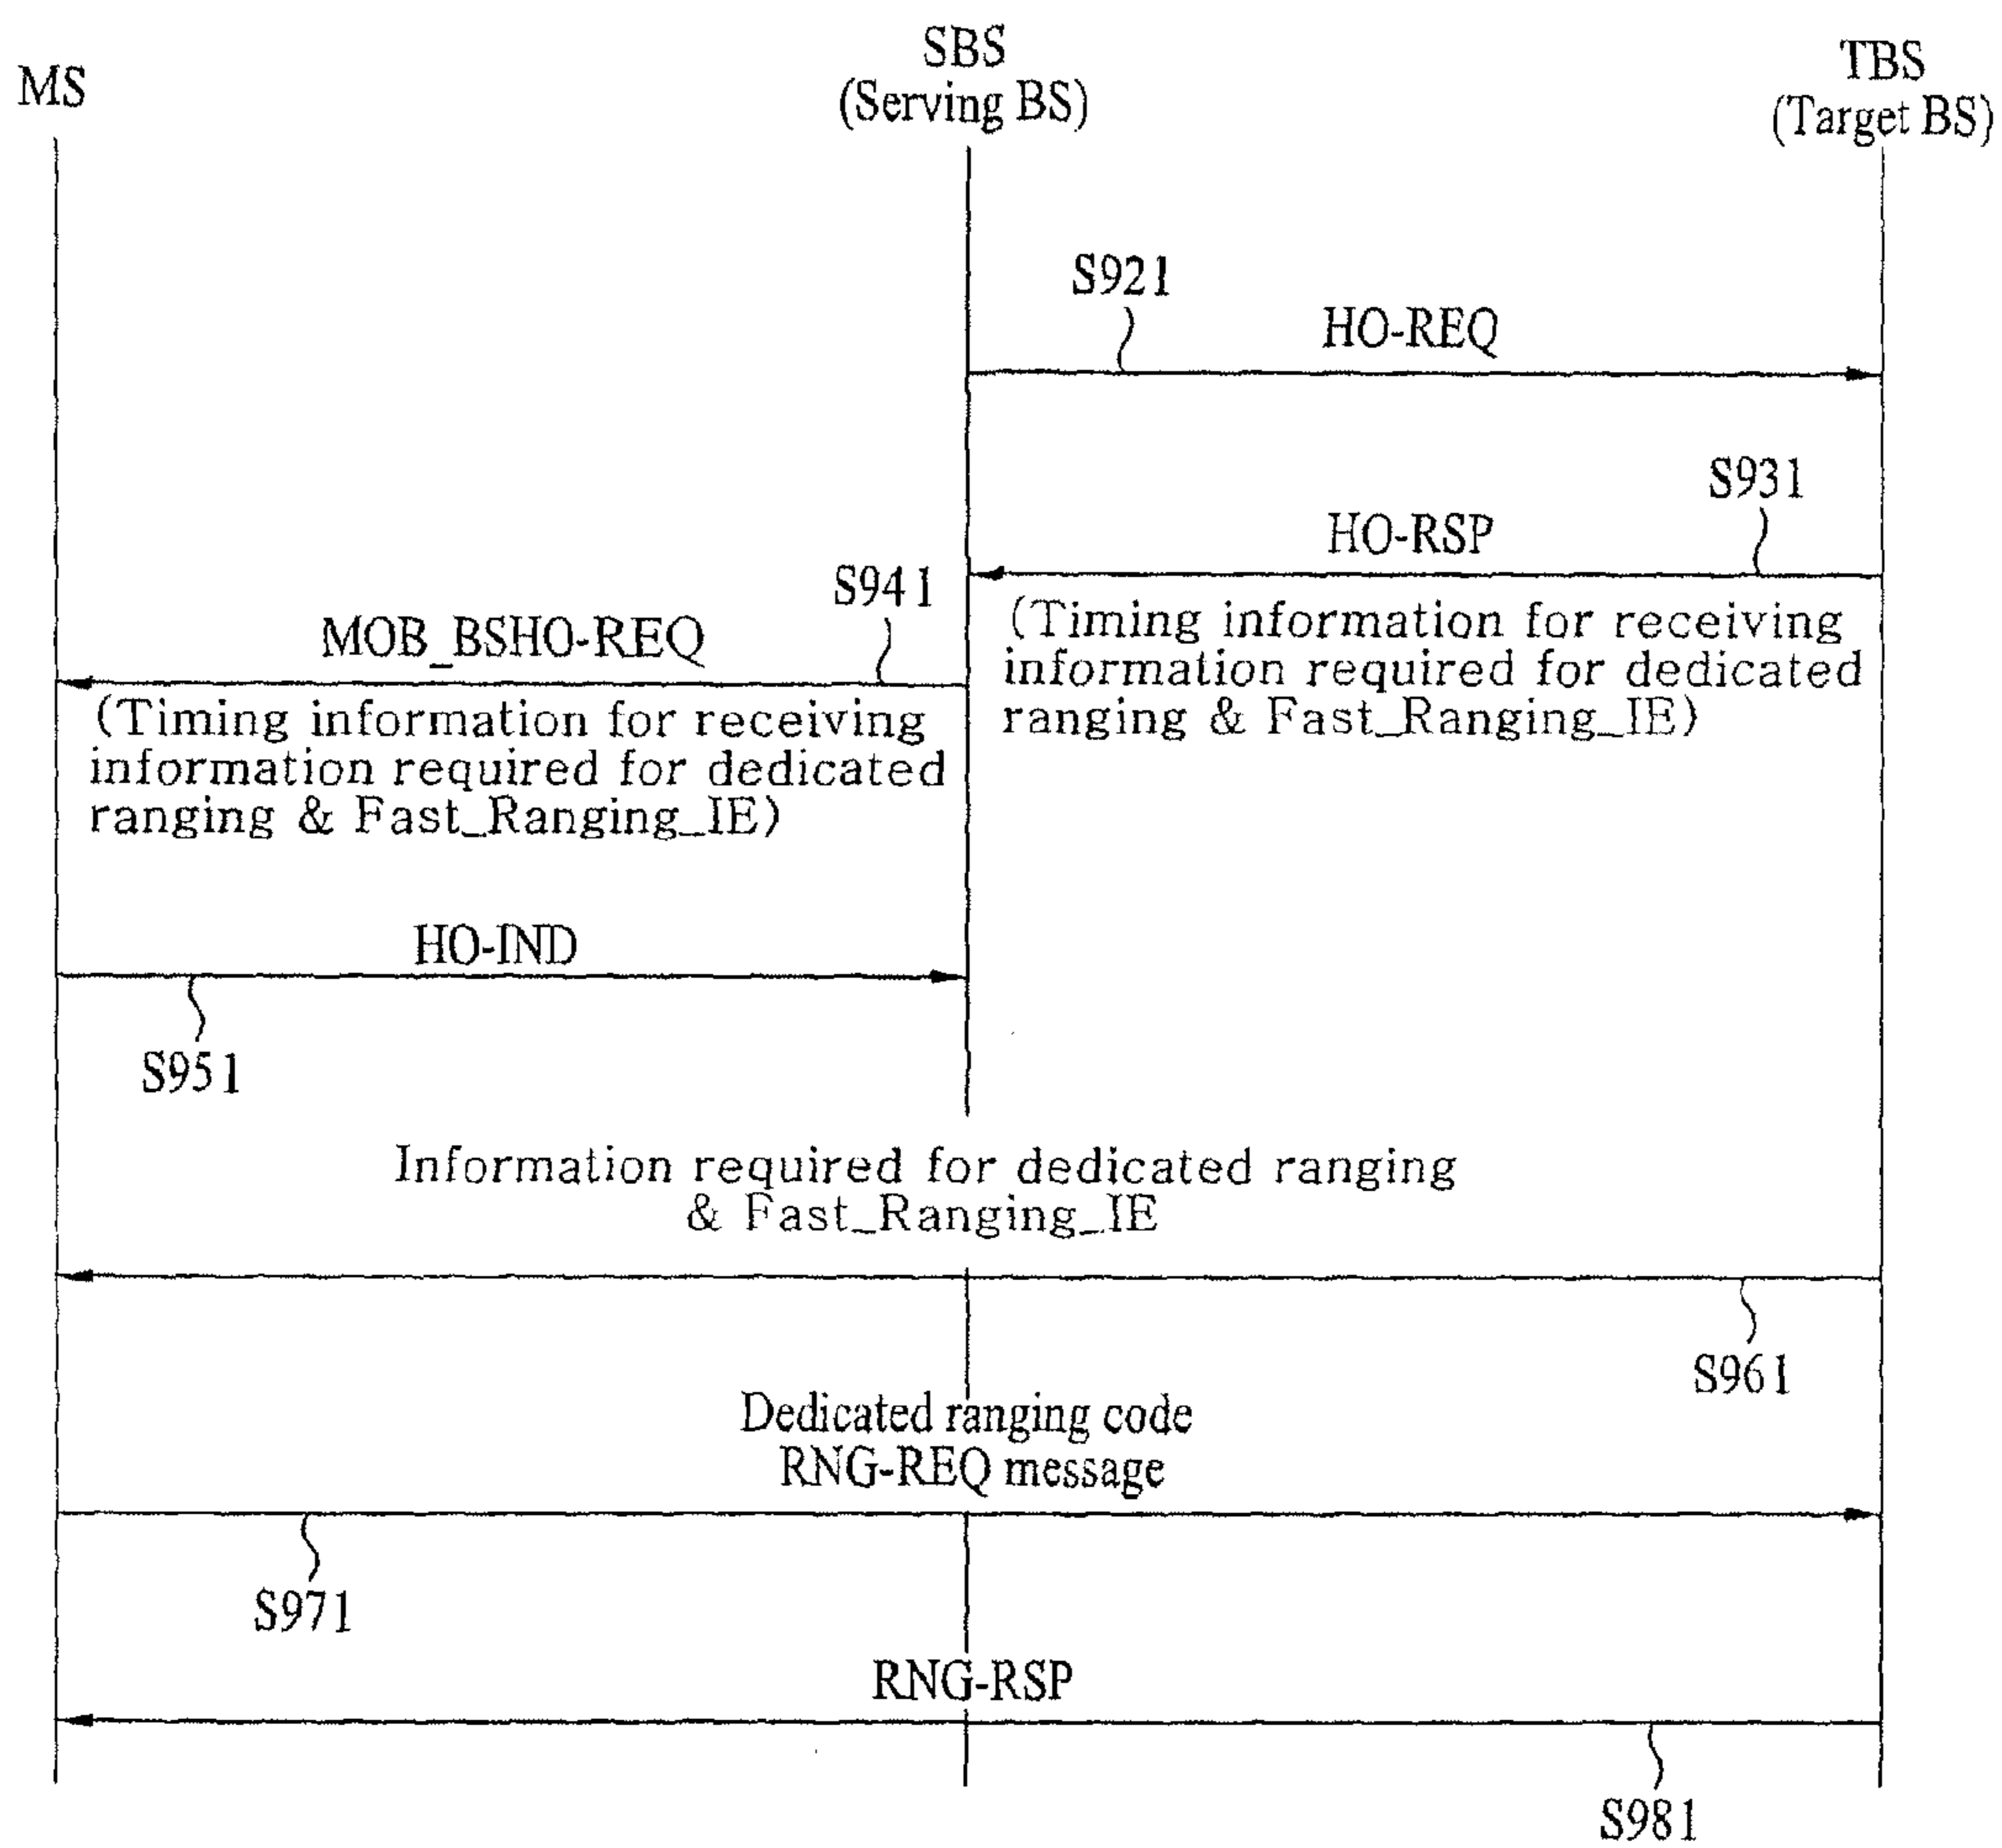 MS
SBS
(Serving BS)
TBS
(Target BS)
S921
HO-REQ
S931
HO-RSP
(Timing information for receiving
information required for dedicated
ranging & Fast_Ranging_IE)
S941
MOB_BSHO-REQ
(Timing information for receiving
information required for dedicated
ranging & Fast_Ranging_IE)
HO-IND
S951
Information required for dedicated ranging
& Fast_Ranging_IE
S961
Dedicated ranging code
RNG-REQ message
S971
RNG-RSP
S981